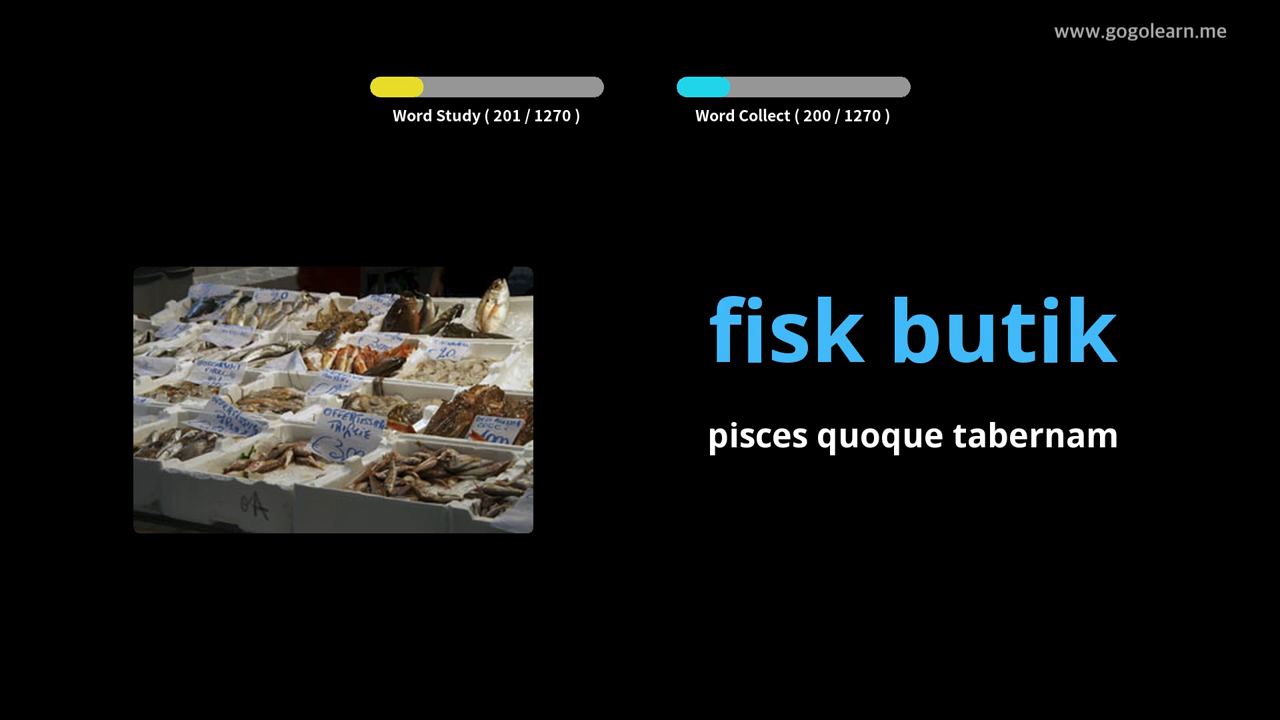 www.gogolearn.me
Word Study ( 201 / 1270 )
Word Collect ( 200 / 1270 )
fisk butik
pisces quoque tabernam